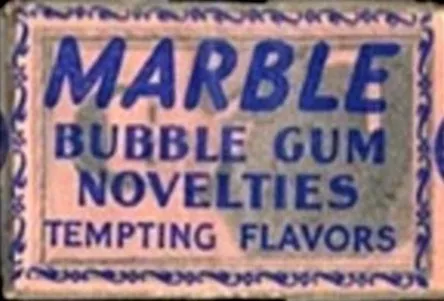 MARBLE
BUBBLE GUM
NOVELTIES
TEMPTING FLAVORS